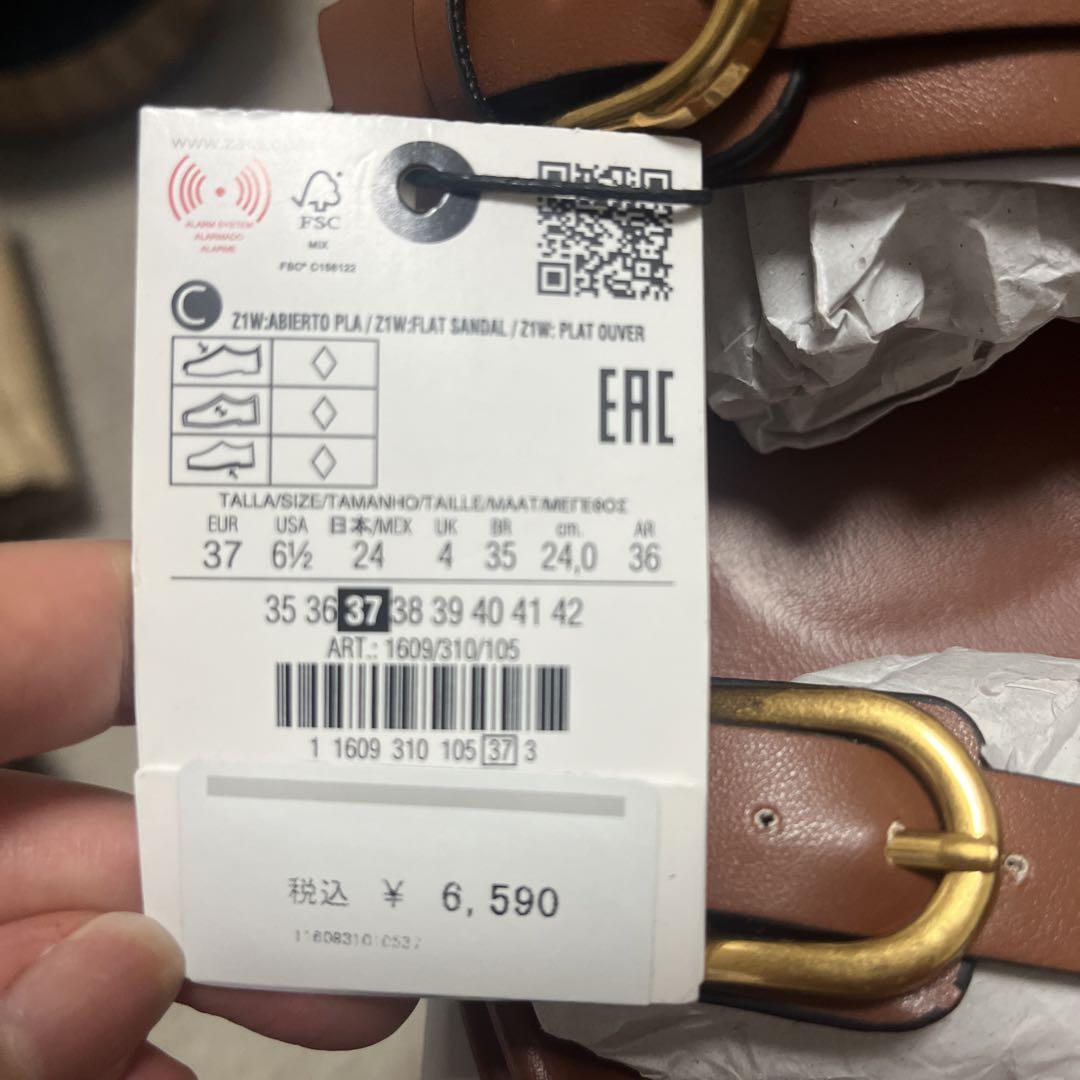 ALARM SYSTEM
ALARMADO
ALARME
FSC
MIX
FSC® C156122
C
Z1W:ABIERTO PLA / Z1W:FLAT SANDAL / Z1W: PLAT OUVER
EAC
TALLA/SIZE/TAMANHO/TAILLE/MAAT/ΜΕΓΕΘΟΣ
EUR USA 日本/MEX UK BR cm. AR
37 6½ 24 4 35 24,0 36
35 36 37 38 39 40 41 42
ART.: 1609/310/105
1 1609 310 105 37 3
税込 ¥ 6,590